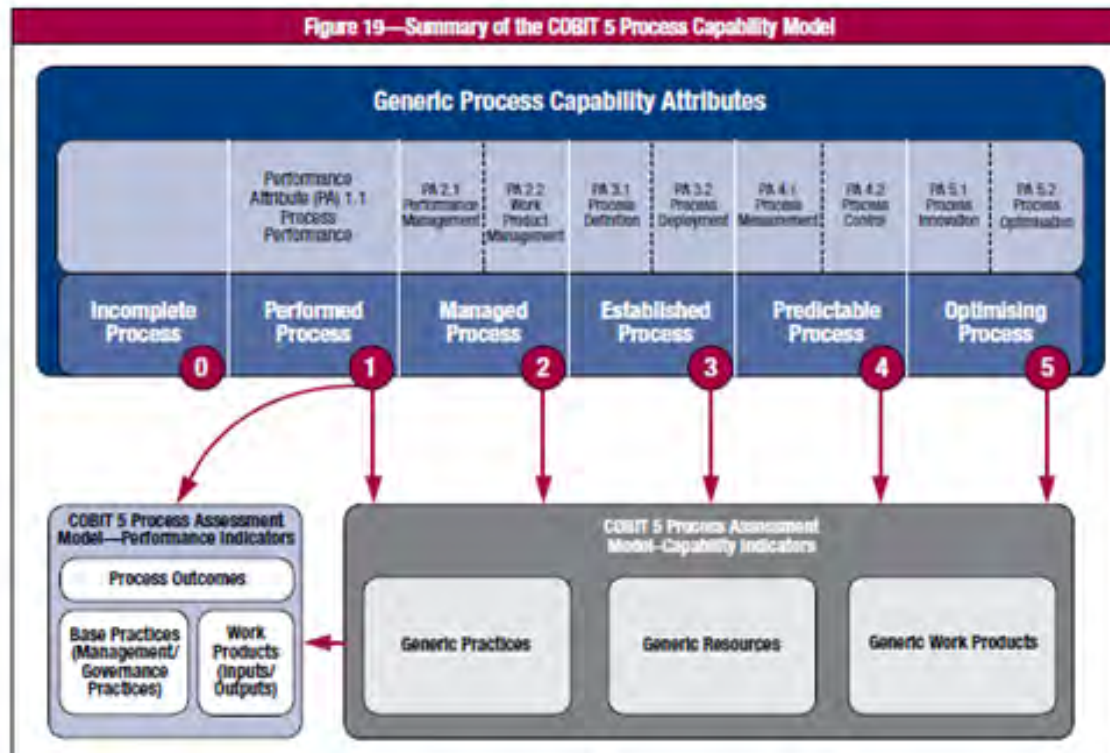 Figure 19—Summary of the COBIT 5 Process Capability Model
Generic Process Capability Attributes
Performance
Attribute (PA) 1.1
Process
Performance
PA 2.1
Performance
Management
PA 2.2
Work
Product
Management
PA 3.1
Process
Definition
PA 3.2
Process
Deployment
PA 4.1
Process
Measurement
PA 4.2
Process
Control
PA 5.1
Process
Innovation
PA 5.2
Process
Optimisation
Incomplete
Process
0
Performed
Process
1
Managed
Process
2
Established
Process
3
Predictable
Process
4
Optimising
Process
5
COBIT 5 Process Assessment
Model—Performance Indicators
Process Outcomes
Base Practices
(Management/
Governance
Practices)
Work
Products
(Inputs/
Outputs)
COBIT 5 Process Assessment
Model–Capability Indicators
Generic Practices
Generic Resources
Generic Work Products